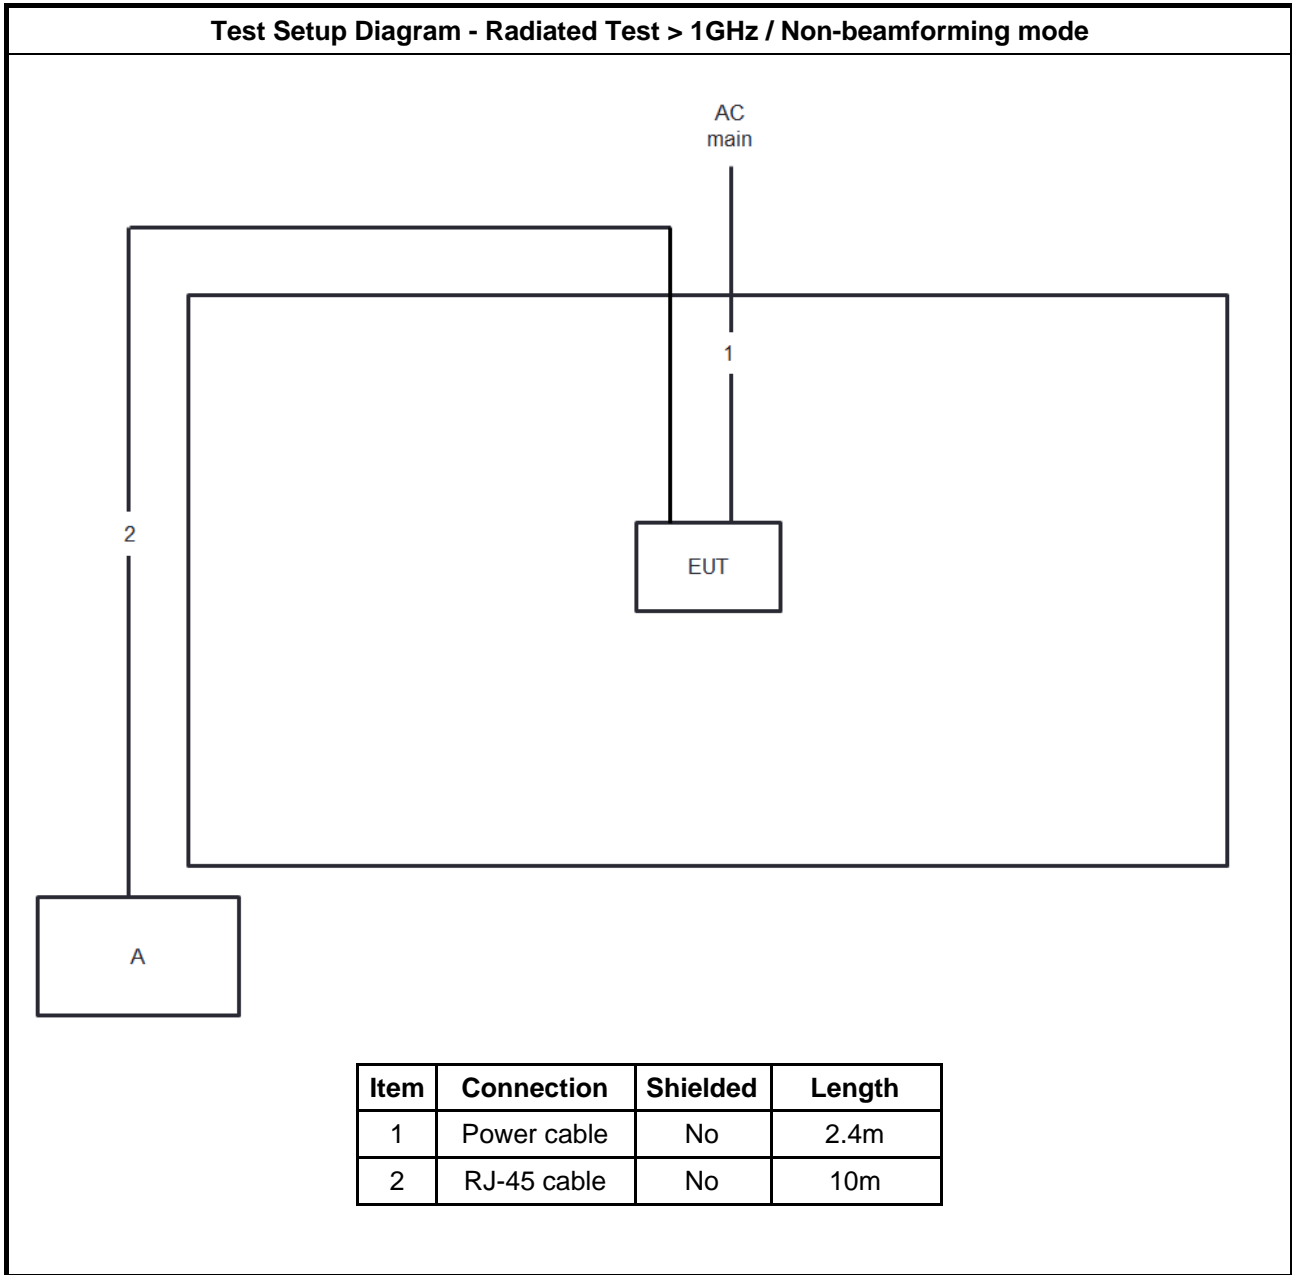 Test Setup Diagram - Radiated Test > 1GHz / Non-beamforming mode
AC
main
1
2
EUT
A
Item Connection Shielded Length
1 Power cable No 2.4m
2 RJ-45 cable No 10m